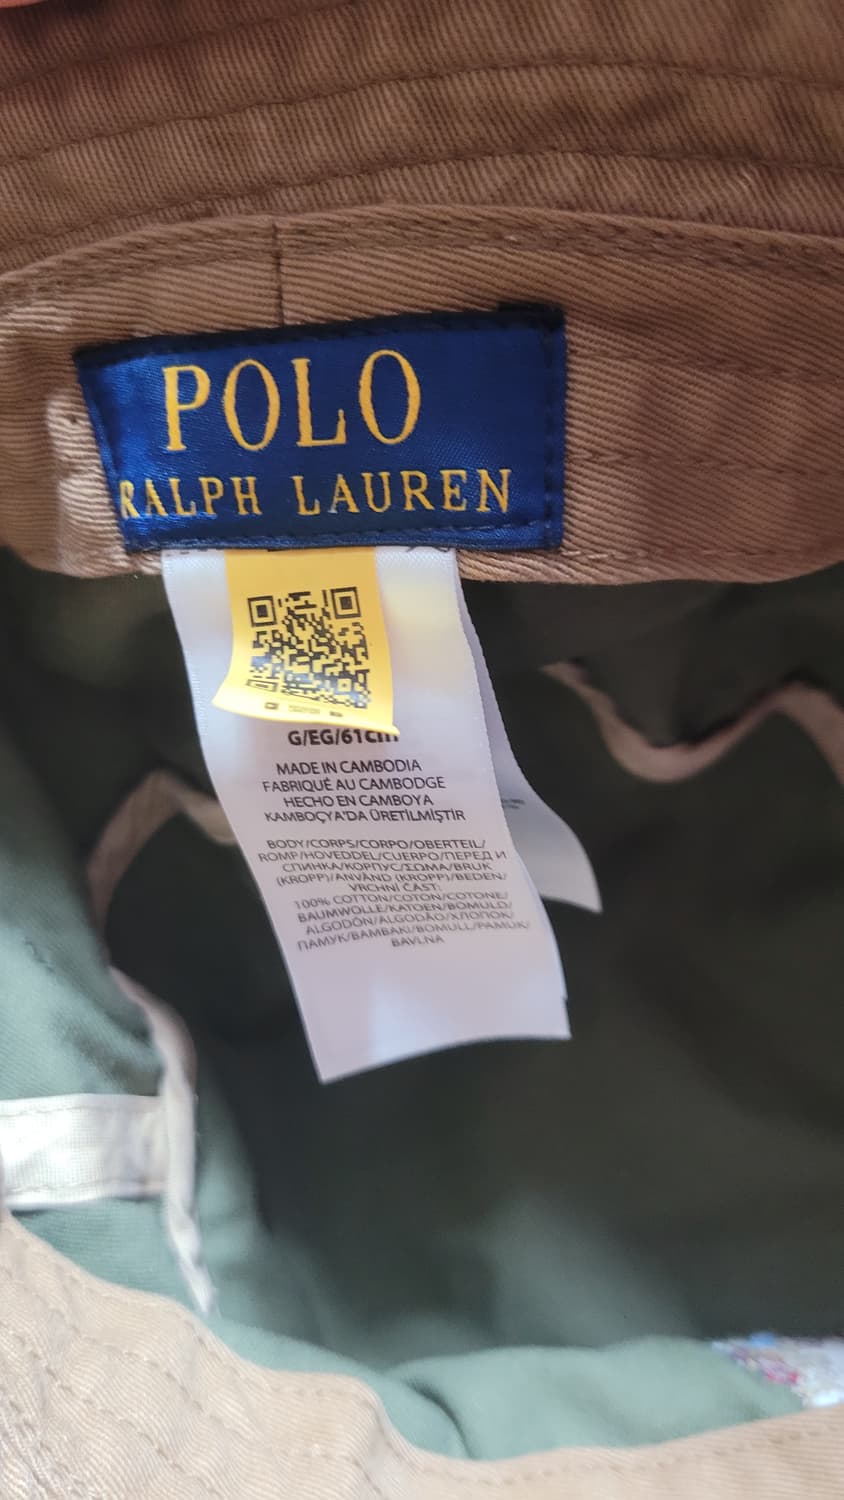 POLO
RALPH LAUREN
G/EG/61cm
MADE IN CAMBODIA
FABRIQUÉ AU CAMBODGE
HECHO EN CAMBOYA
KAMBOÇYA'DA ÜRETİLMİŞTİR
BODY/CORPS/CORPO/OBERTEIL/
ROMP/HOVEDDEL/CUERPO/ПЕРЕД И
СПИНКА/КОРПУС/ΣΩΜΑ/BRUK
(KROPP)/ANVÄND (KROPP)/BEDEN/
VRCHNÍ ČÁST:
100% COTTON/COTON/COTONE/
BAUMWOLLE/KATOEN/BOMULD/
ALGODÓN/ALGODÃO/ХЛОПОК/
ΠΑΜΥΚ/BAMBAKI/BOMULL/PAMUK/
BAVLNA